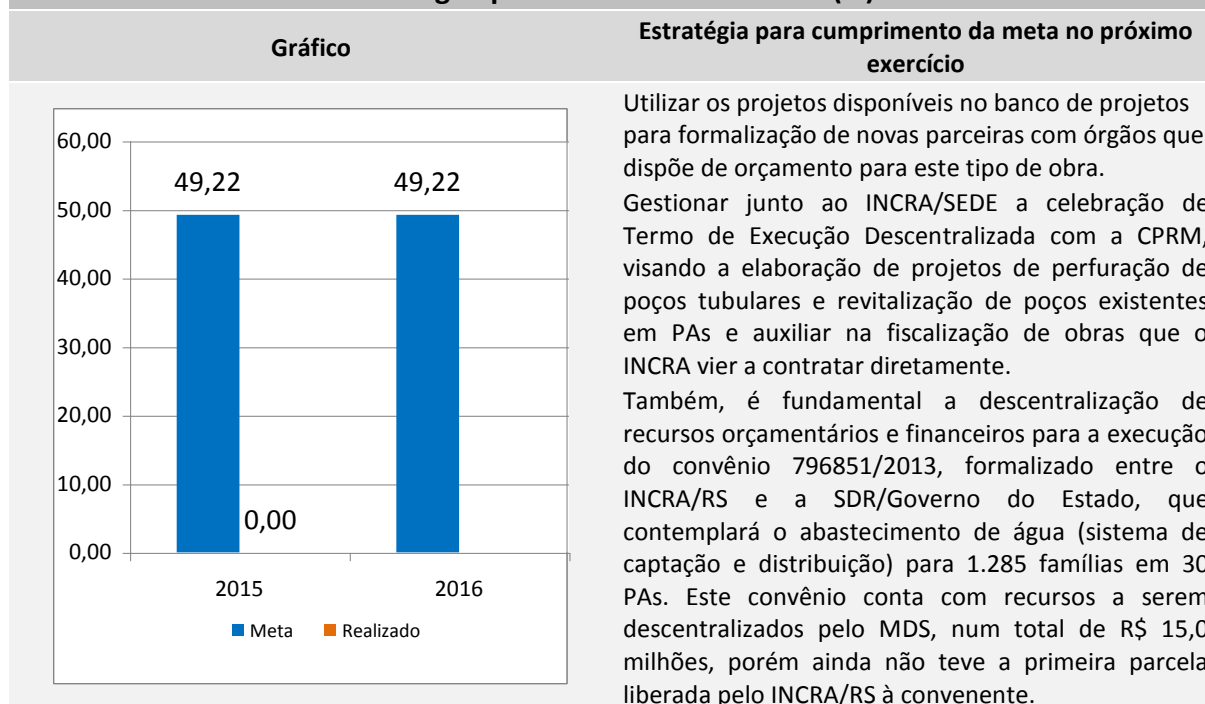 Gráfico
Estratégia para cumprimento da meta no próximo
exercício
60,00
50,00
40,00
30,00
20,00
10,00
0,00
49,22
49,22
0,00
2015
2016
Meta
Realizado
Utilizar os projetos disponíveis no banco de projetos
para formalização de novas parceiras com órgãos que
dispõe de orçamento para este tipo de obra.
Gestionar junto ao INCRA/SEDE a celebração de
Termo de Execução Descentralizada com a CPRM,
visando a elaboração de projetos de perfuração de
poços tubulares e revitalização de poços existentes
em PAs e auxiliar na fiscalização de obras que o
INCRA vier a contratar diretamente.
Também, é fundamental a descentralização de
recursos orçamentários e financeiros para a execução
do convênio 796851/2013, formalizado entre o
INCRA/RS e a SDR/Governo do Estado, que
contemplará o abastecimento de água (sistema de
captação e distribuição) para 1.285 famílias em 30
PAs. Este convênio conta com recursos a serem
descentralizados pelo MDS, num total de R$ 15,0
milhões, porém ainda não teve a primeira parcela
liberada pelo INCRA/RS à convenente.